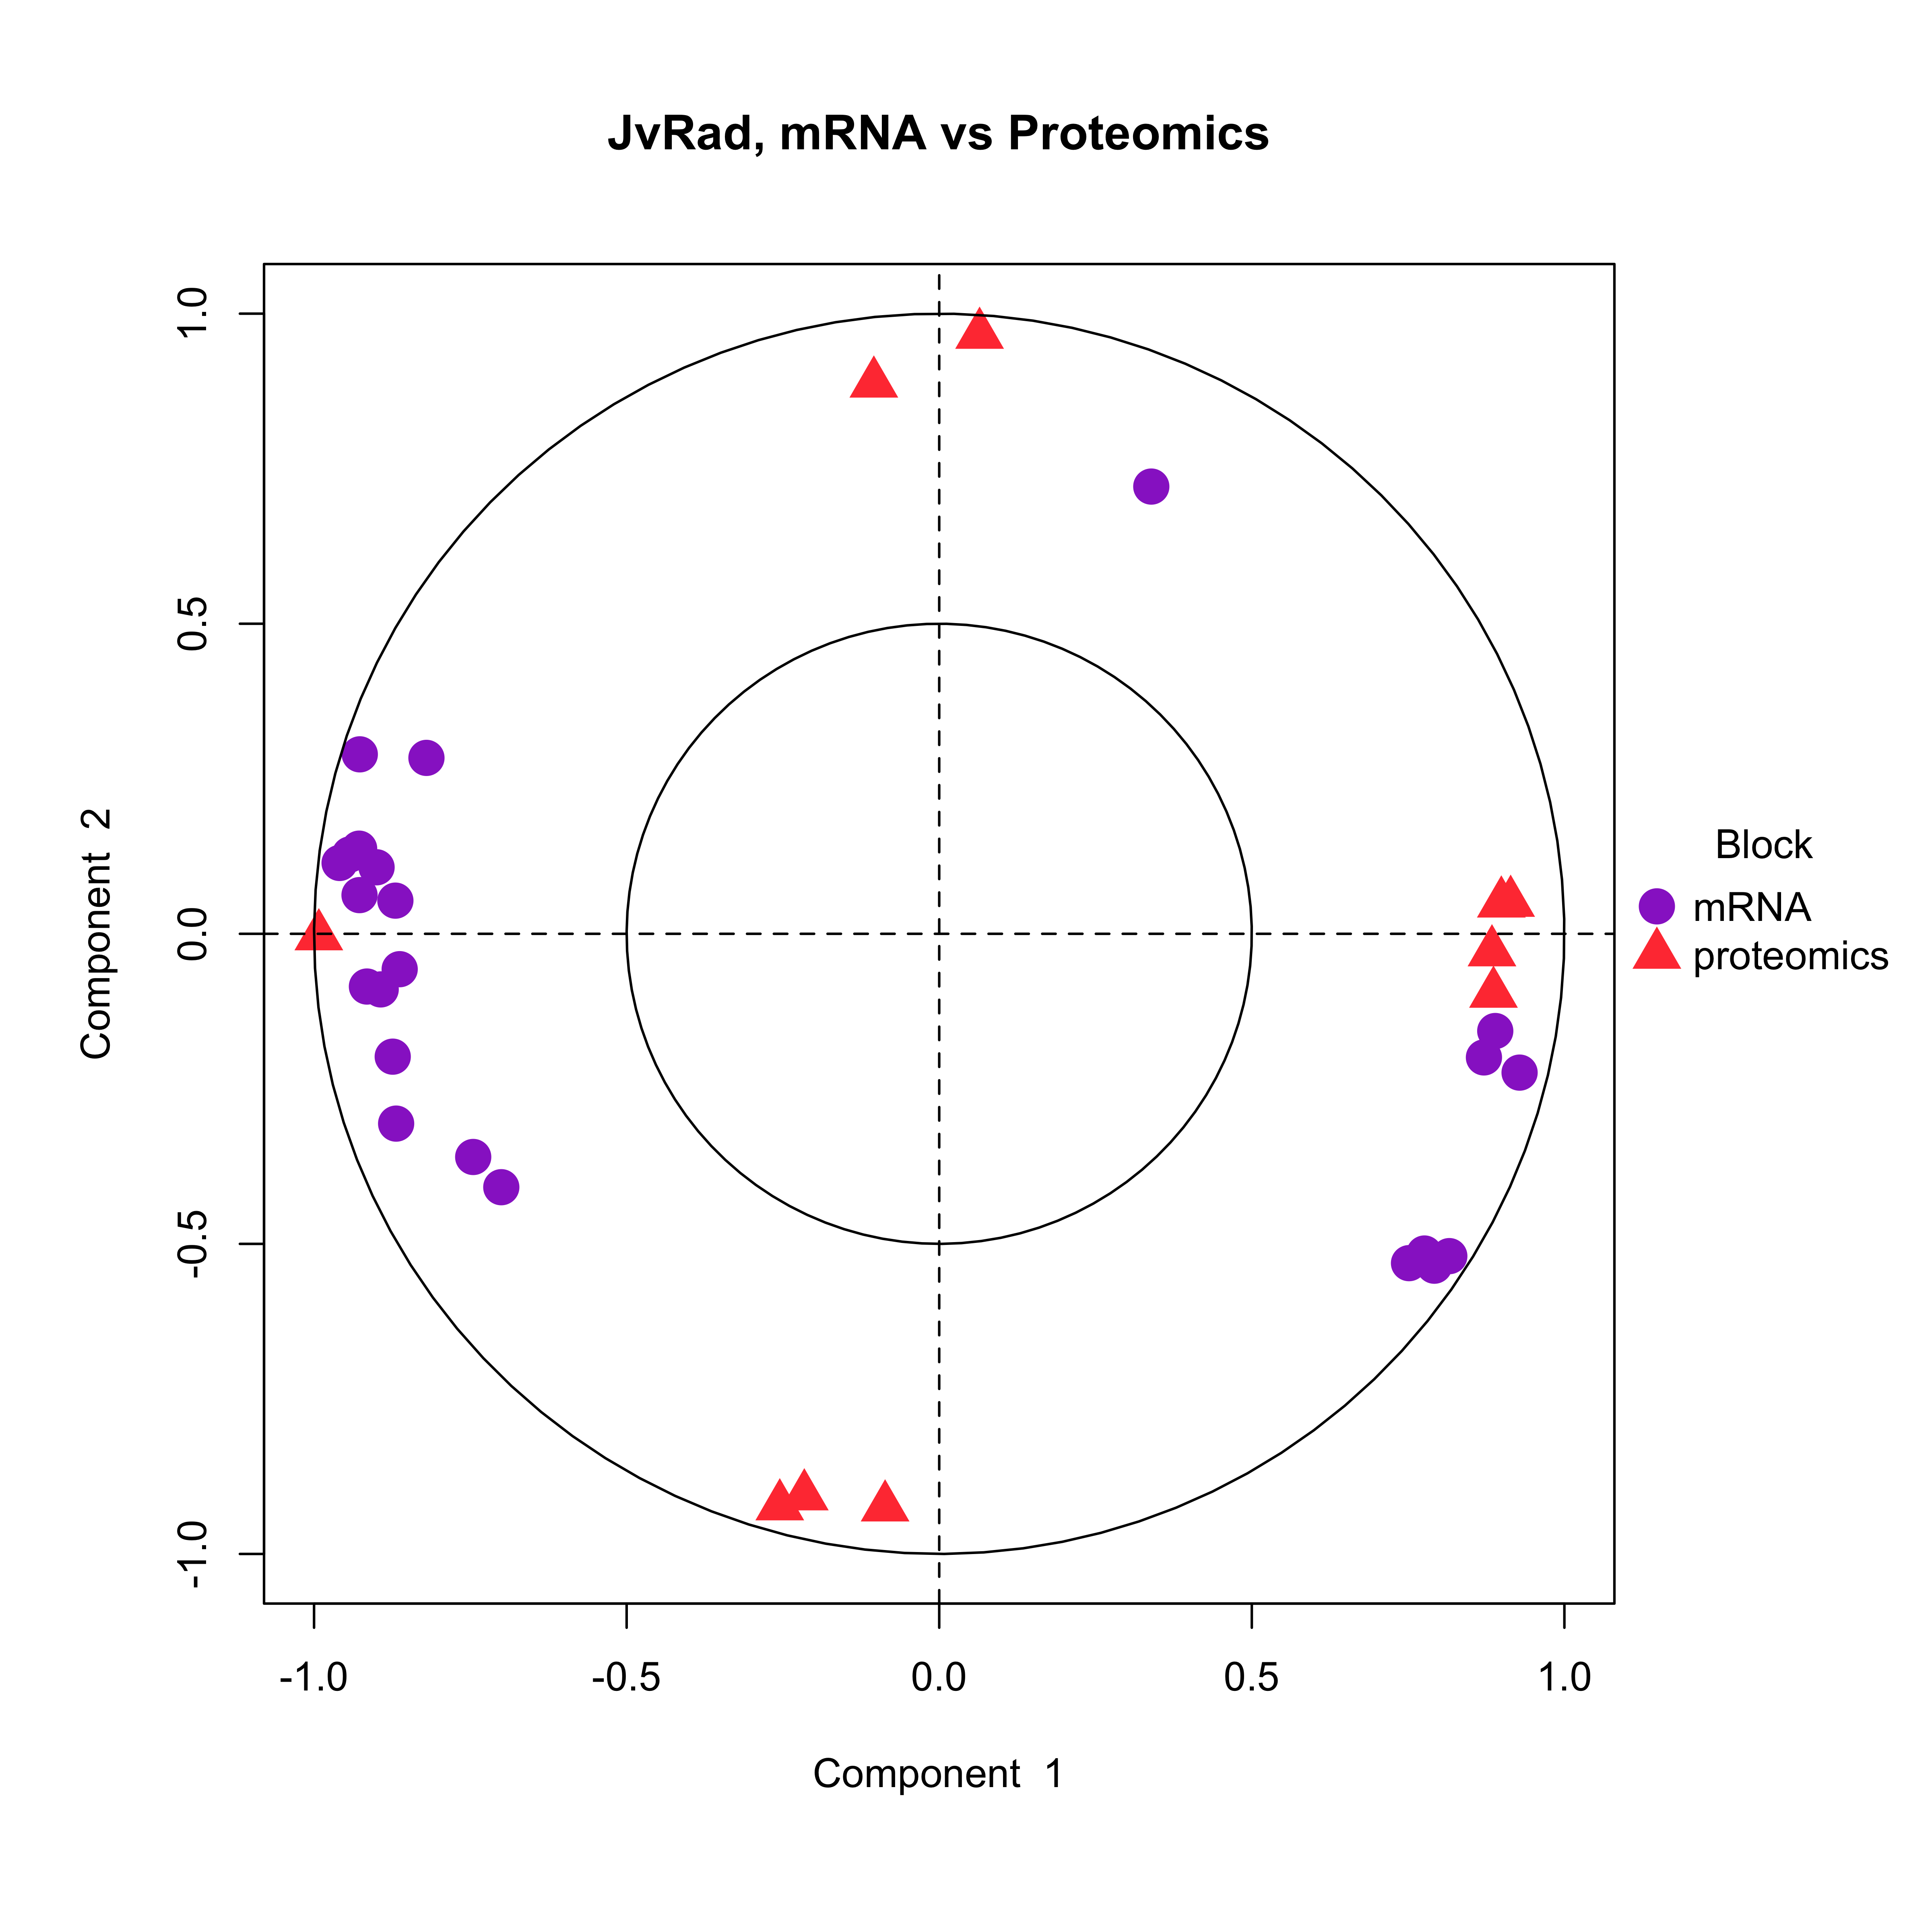 JvRad, mRNA vs Proteomics
1.0
0.5
0.0
-0.5
-1.0
Component 2
-1.0 -0.5 0.0 0.5 1.0
Component 1
Block
mRNA
proteomics